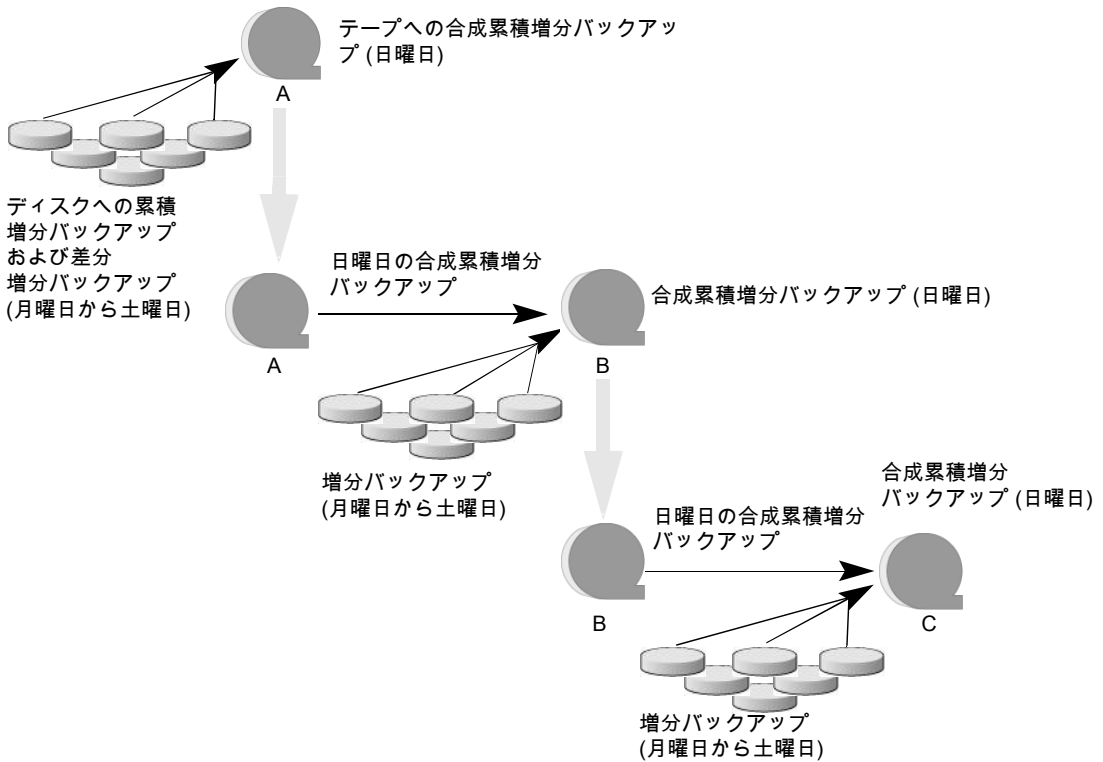 テープへの合成累積増分バックアッ
プ (日曜日)
A
ディスクへの累積
増分バックアップ
および差分
増分バックアップ
(月曜日から土曜日)
日曜日の合成累積増分
バックアップ
合成累積増分バックアップ (日曜日)
A
B
増分バックアップ
(月曜日から土曜日)
合成累積増分
バックアップ (日曜日)
日曜日の合成累積増分
バックアップ
B
C
増分バックアップ
(月曜日から土曜日)